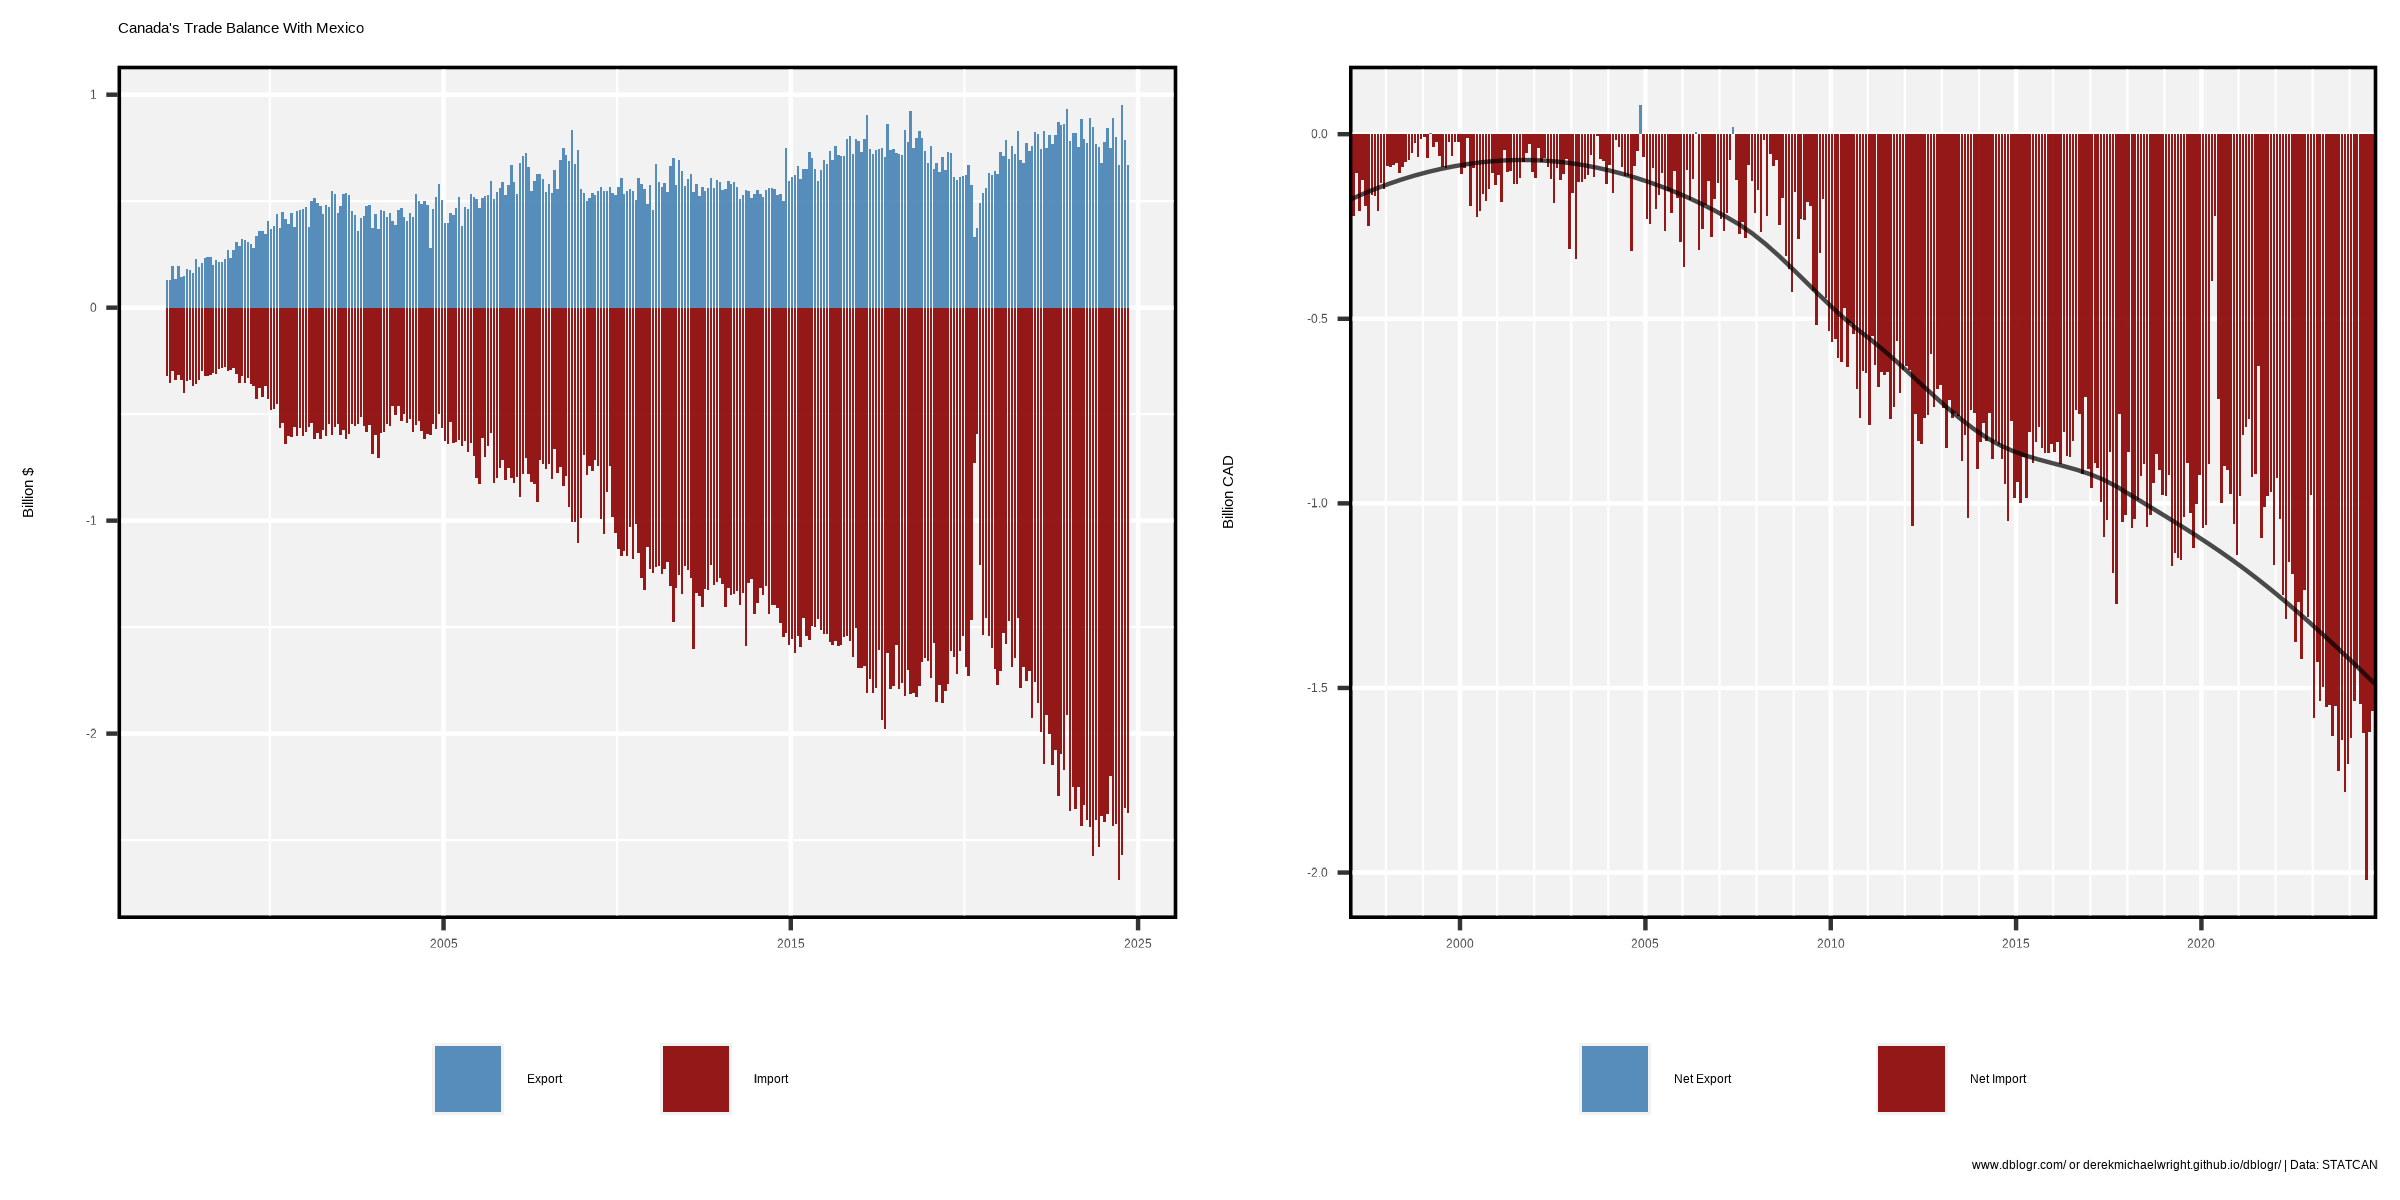 Canada's Trade Balance With Mexico
Billion $
1
0
-1
-2
2005
2015
2025
Export
Import
Billion CAD
0.0
-0.5
-1.0
-1.5
-2.0
2000
2005
2010
2015
2020
Net Export
Net Import
www.dblogr.com/ or derekmichaelwright.github.io/dblogr/ | Data: STATCAN